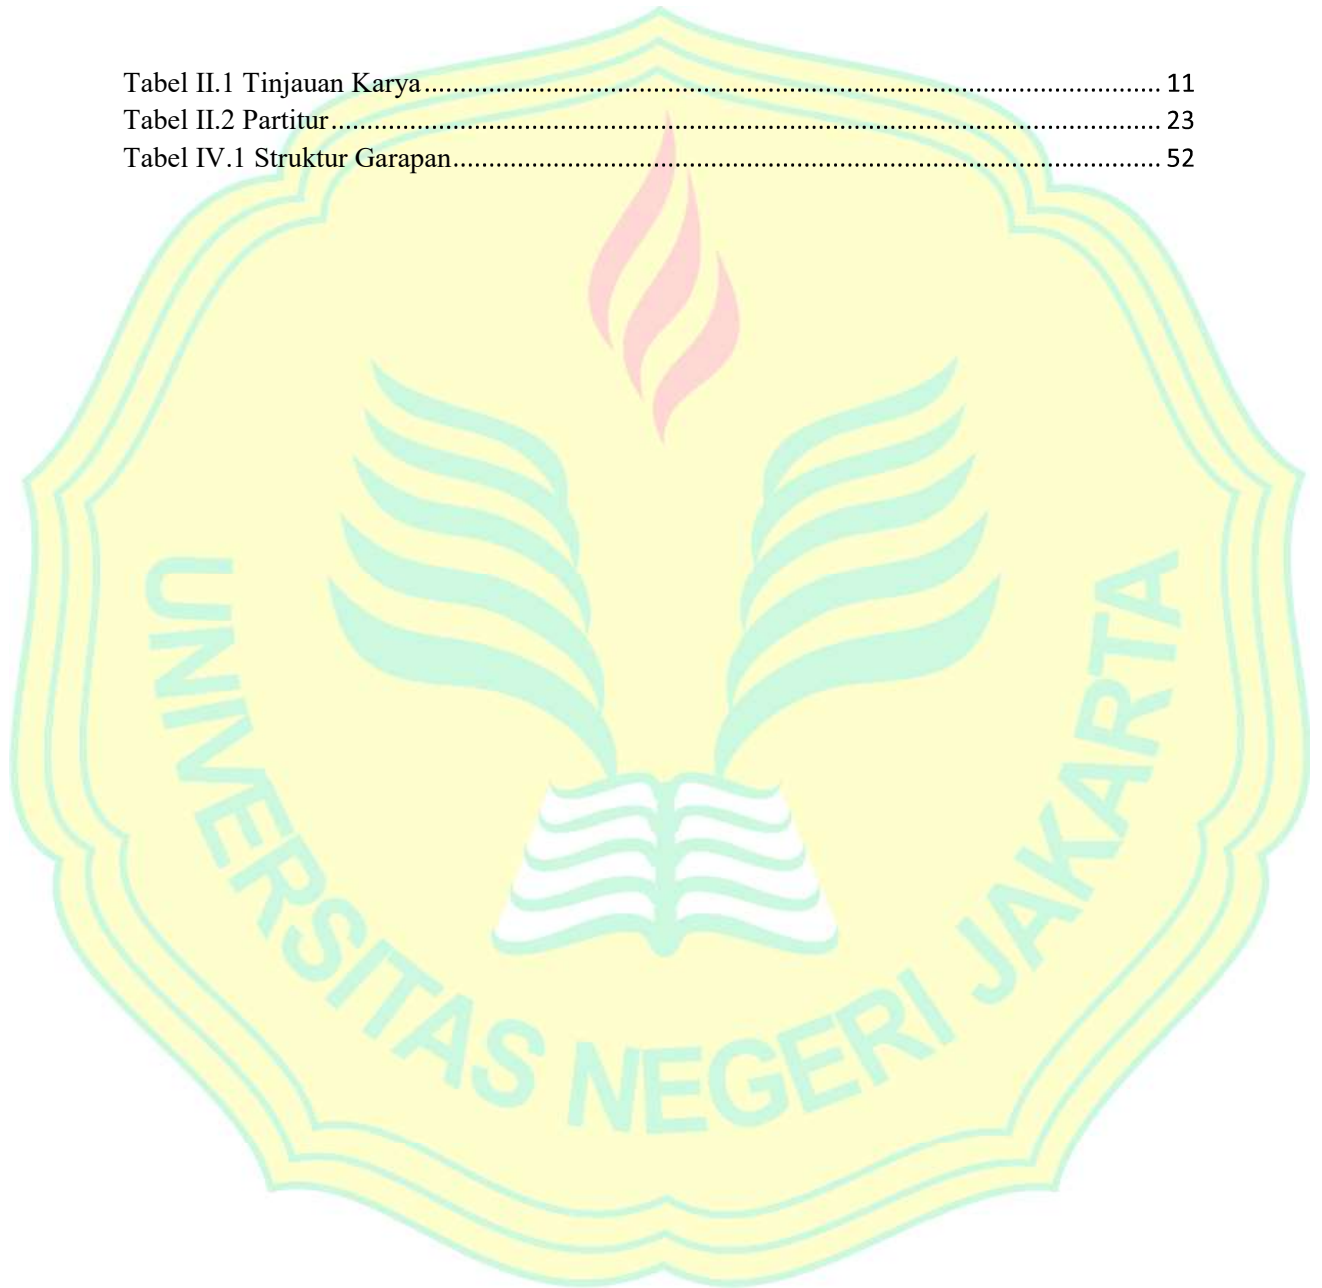 Tabel II.1 Tinjauan Karya........................................................................................................ 11
Tabel II.2 Partitur........................................................................................................................ 23
Tabel IV.1 Struktur Garapan.................................................................................................... 52
UNIVERSITAS NEGERI JAKARTA